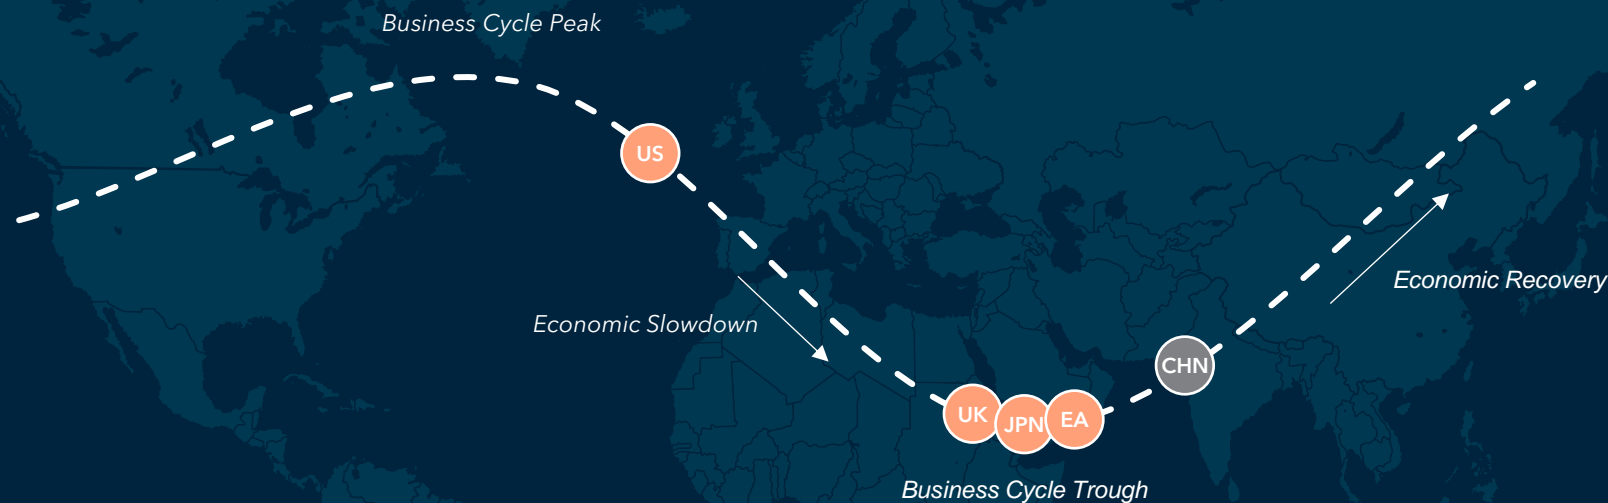 Business Cycle Peak
US
Economic Recovery
Economic Slowdown
CHN
UK
JPN
EA
Business Cycle Trough